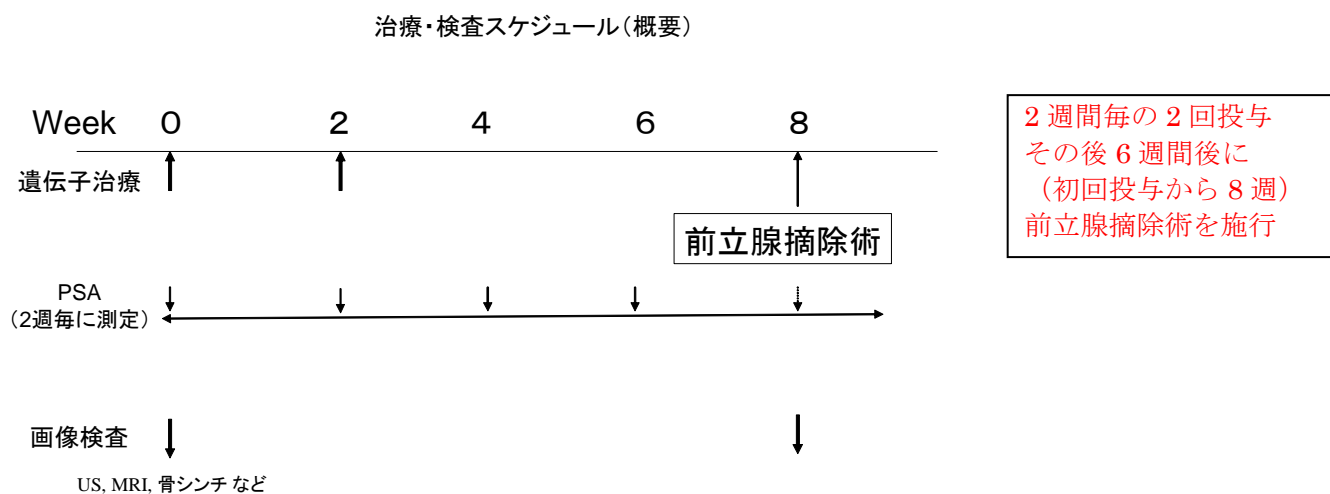 治療・検査スケジュール（概要）
Week 0 2 4 6 8
遺伝子治療
前立腺摘除術
2 週間毎の 2 回投与
その後 6 週間後に
（初回投与から 8 週）
前立腺摘除術を施行
PSA
（2週毎に測定）
画像検査
US, MRI, 骨シンチ など